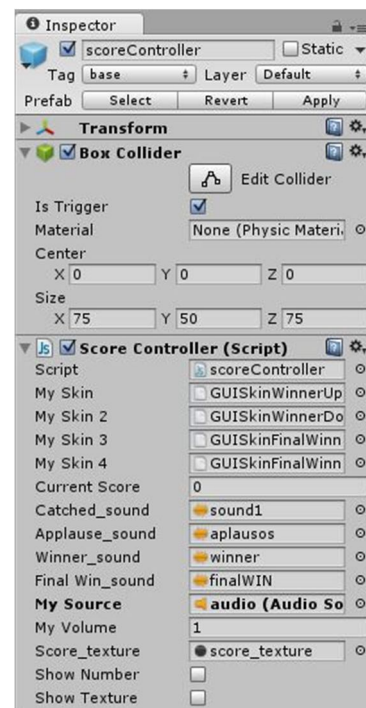 Inspector
scoreController Static
Tag base Layer Default
Prefab Select Revert Apply
Transform
Box Collider
Edit Collider
Is Trigger
Material None (Physic Materi
Center
X 0 Y 0 Z 0
Size
X 75 Y 50 Z 75
JS Score Controller (Script)
Script scoreController
My Skin GUISkinWinnerUp
My Skin 2 GUISkinWinnerDo
My Skin 3 GUISkinFinalWinn
My Skin 4 GUISkinFinalWinn
Current Score 0
Catched_sound sound1
Applause_sound aplausos
Winner_sound winner
Final Win_sound finalWIN
My Source audio (Audio So
My Volume 1
Score_texture score_texture
Show Number
Show Texture